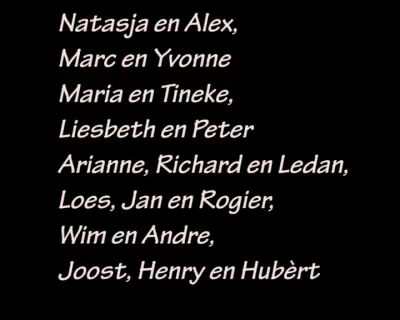 Natasja en Alex,
Marc en Yvonne
Maria en Tineke,
Liesbeth en Peter
Arianne, Richard en Ledan,
Loes, Jan en Rogier,
Wim en Andre,
Joost, Henry en Hubèrt